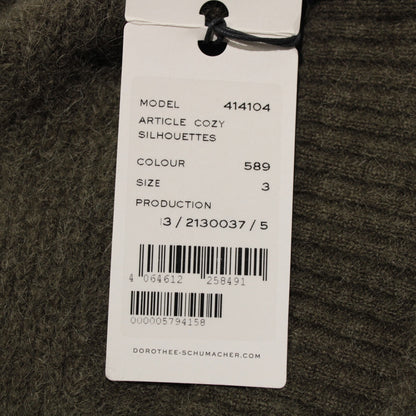 MODEL 414104
ARTICLE COZY
SILHOUETTES
COLOUR 589
SIZE 3
PRODUCTION
3 / 2130037 / 5
4 064612 258491
000005794158
DOROTHEE-SCHUMACHER.COM